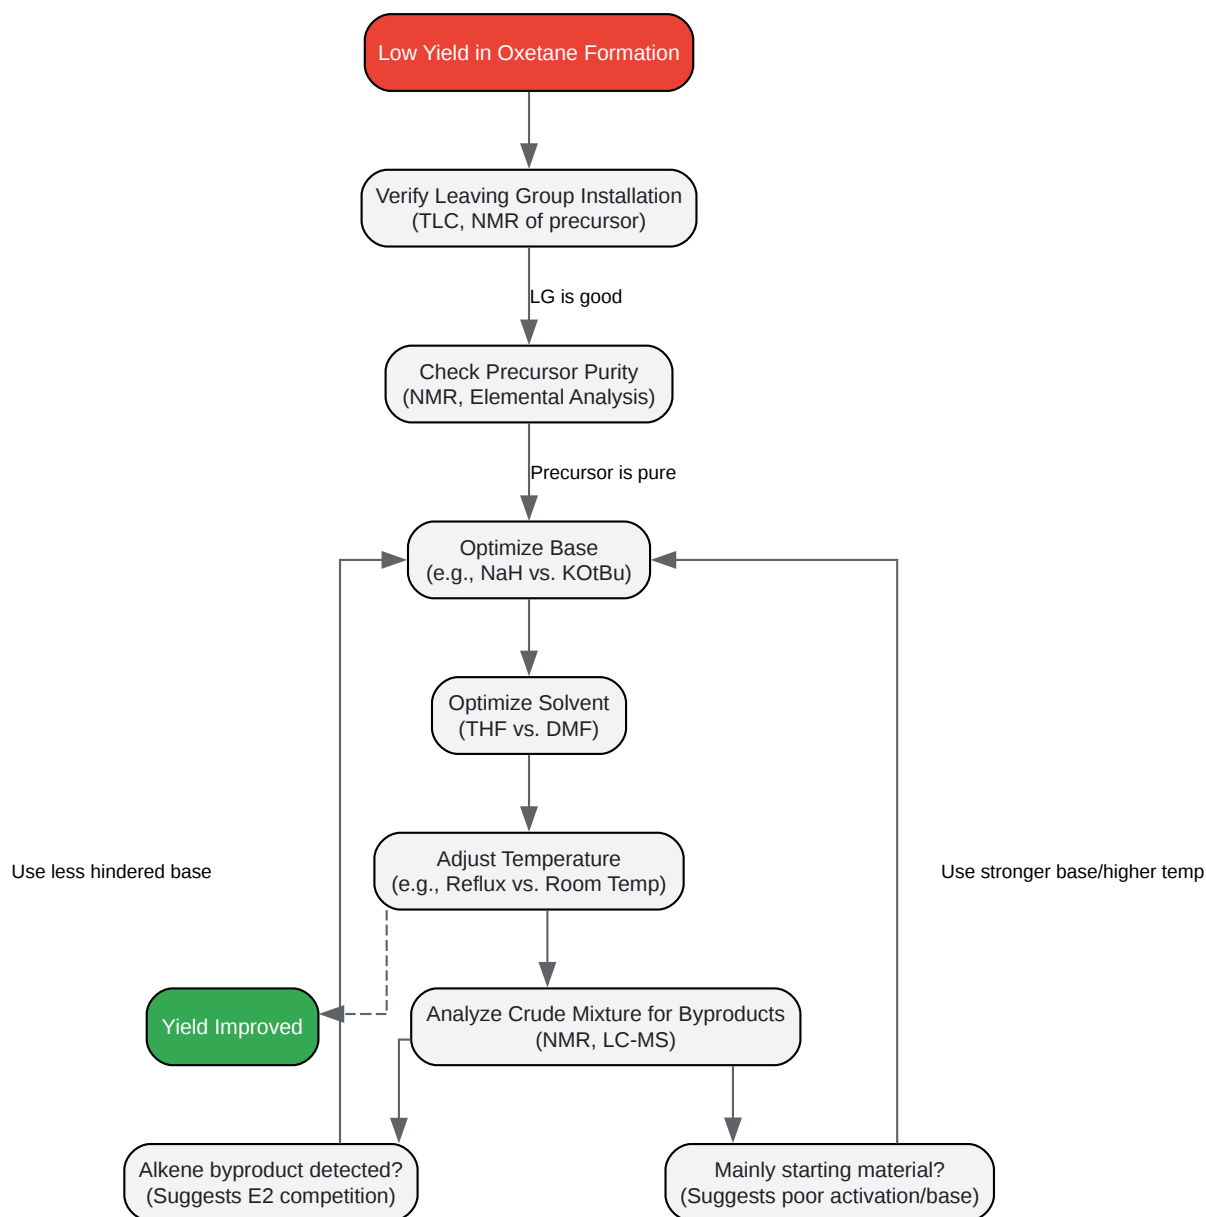 Low Yield in Oxetane Formation
Verify Leaving Group Installation
(TLC, NMR of precursor)
LG is good
Check Precursor Purity
(NMR, Elemental Analysis)
Precursor is pure
Optimize Base
(e.g., NaH vs. KOtBu)
Optimize Solvent
(THF vs. DMF)
Adjust Temperature
(e.g., Reflux vs. Room Temp)
Use less hindered base
Use stronger base/higher temp
Yield Improved
Analyze Crude Mixture for Byproducts
(NMR, LC-MS)
Alkene byproduct detected?
(Suggests E2 competition)
Mainly starting material?
(Suggests poor activation/base)